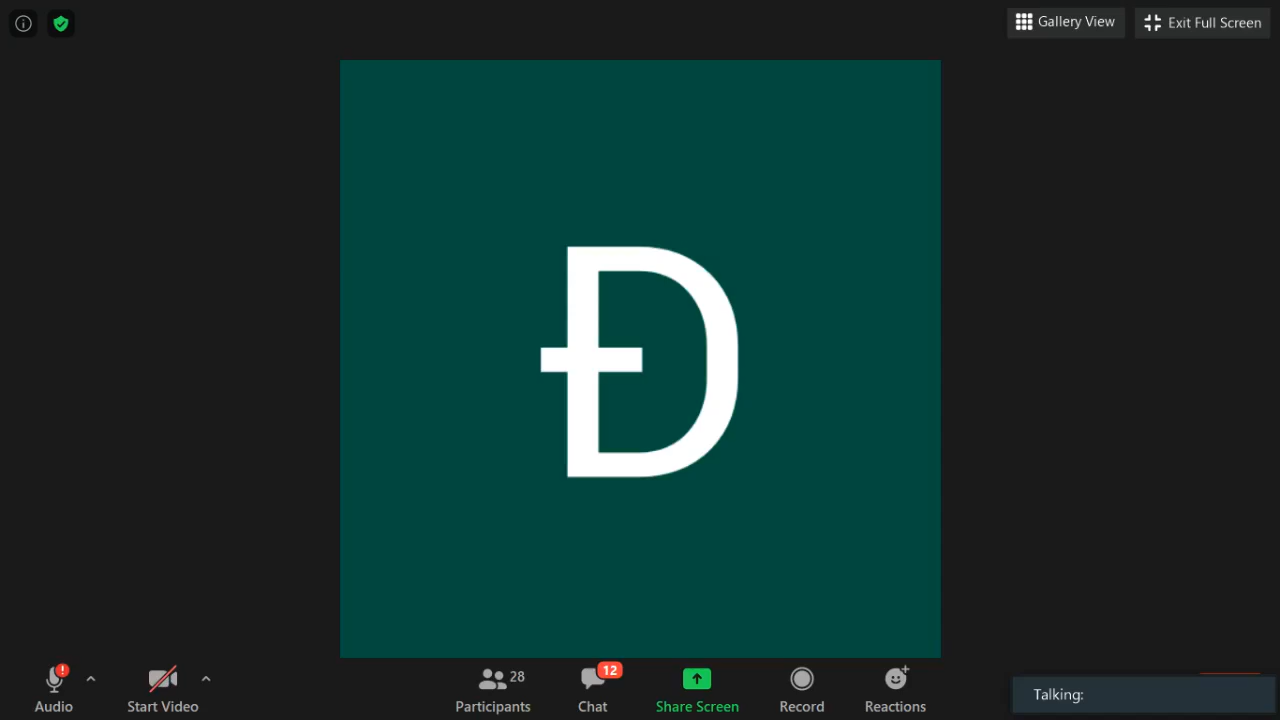 Gallery View
Exit Full Screen
Đ
28
12
Audio
Start Video
Participants
Chat
Share Screen
Record
Reactions
Talking: